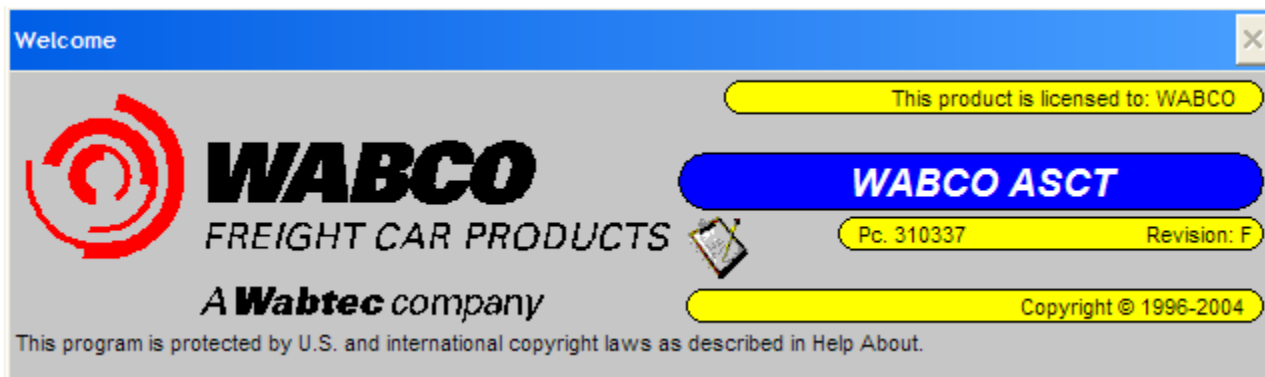 Welcome
This product is licensed to: WABCO
WABCO
FREIGHT CAR PRODUCTS
A Wabtec company
WABCO ASCT
Pc. 310337 Revision: F
Copyright © 1996-2004
This program is protected by U.S. and international copyright laws as described in Help About.